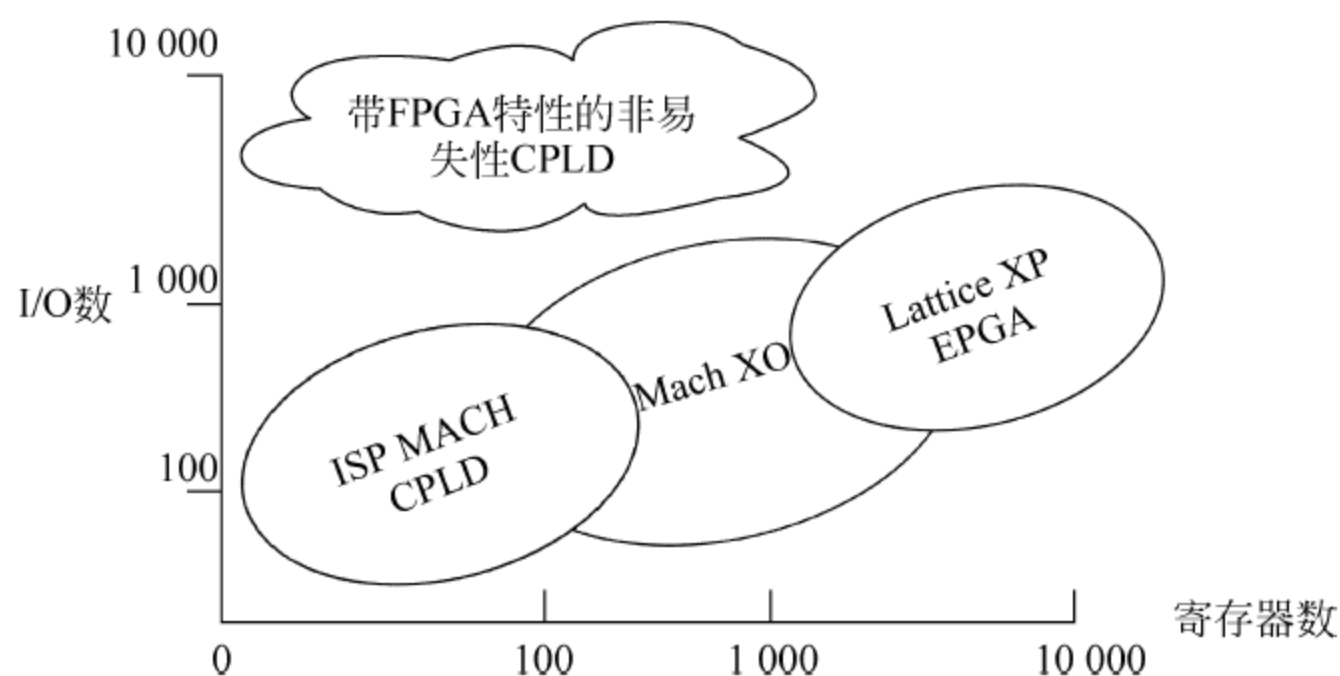 10 000
带FPGA特性的非易
失性CPLD
I/O数
1 000
Lattice XP
EPGA
Mach XO
ISP MACH
CPLD
100
寄存器数
0
100
1 000
10 000